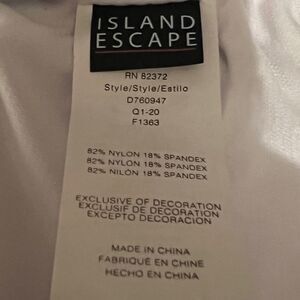 ISLAND
ESCAPE
RN 82372
Style/Style/Estilo
D760947
Q1-20
F1363
82% NYLON 18% SPANDEX
82% NYLON 18% SPANDEX
82% NILÓN 18% SPANDEX
EXCLUSIVE OF DECORATION
EXCLUSIF DE DECORATION
EXCEPTO DECORACION
MADE IN CHINA
FABRIQUÉ EN CHINE
HECHO EN CHINA